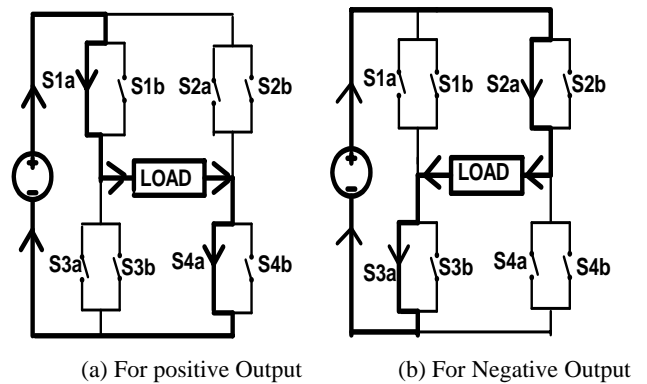 S1a S1b S2a S2b
+
-
LOAD
S3a S3b S4a S4b
(a) For positive Output
S1a S1b S2a S2b
+
-
LOAD
S3a S3b S4a S4b
(b) For Negative Output